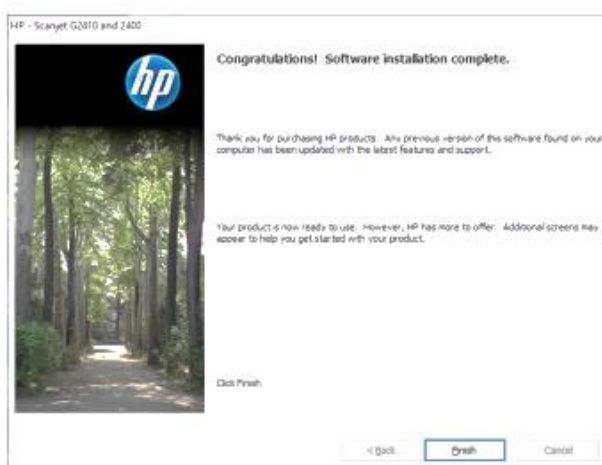 HP - Scanjet G2410 and 2400
hp
Congratulations! Software installation complete.
Thank you for purchasing HP products. Any previous version of this software found on your
computer has been updated with the latest features and support.
Your product is now ready to use. However, HP has more to offer. Additional screens may
appear to help you get started with your product.
Click Finish
< Back
Finish
Cancel